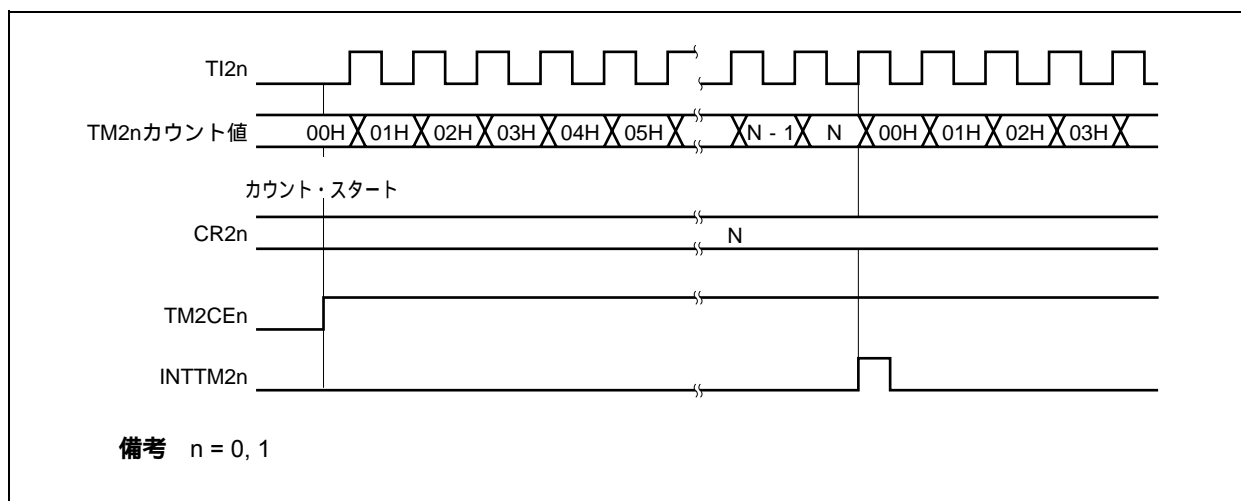 TI2n
TM2nカウント値 00H 01H 02H 03H 04H 05H N - 1 N 00H 01H 02H 03H
カウント・スタート
CR2n N
TM2CEn
INTTM2n
備考 n = 0, 1